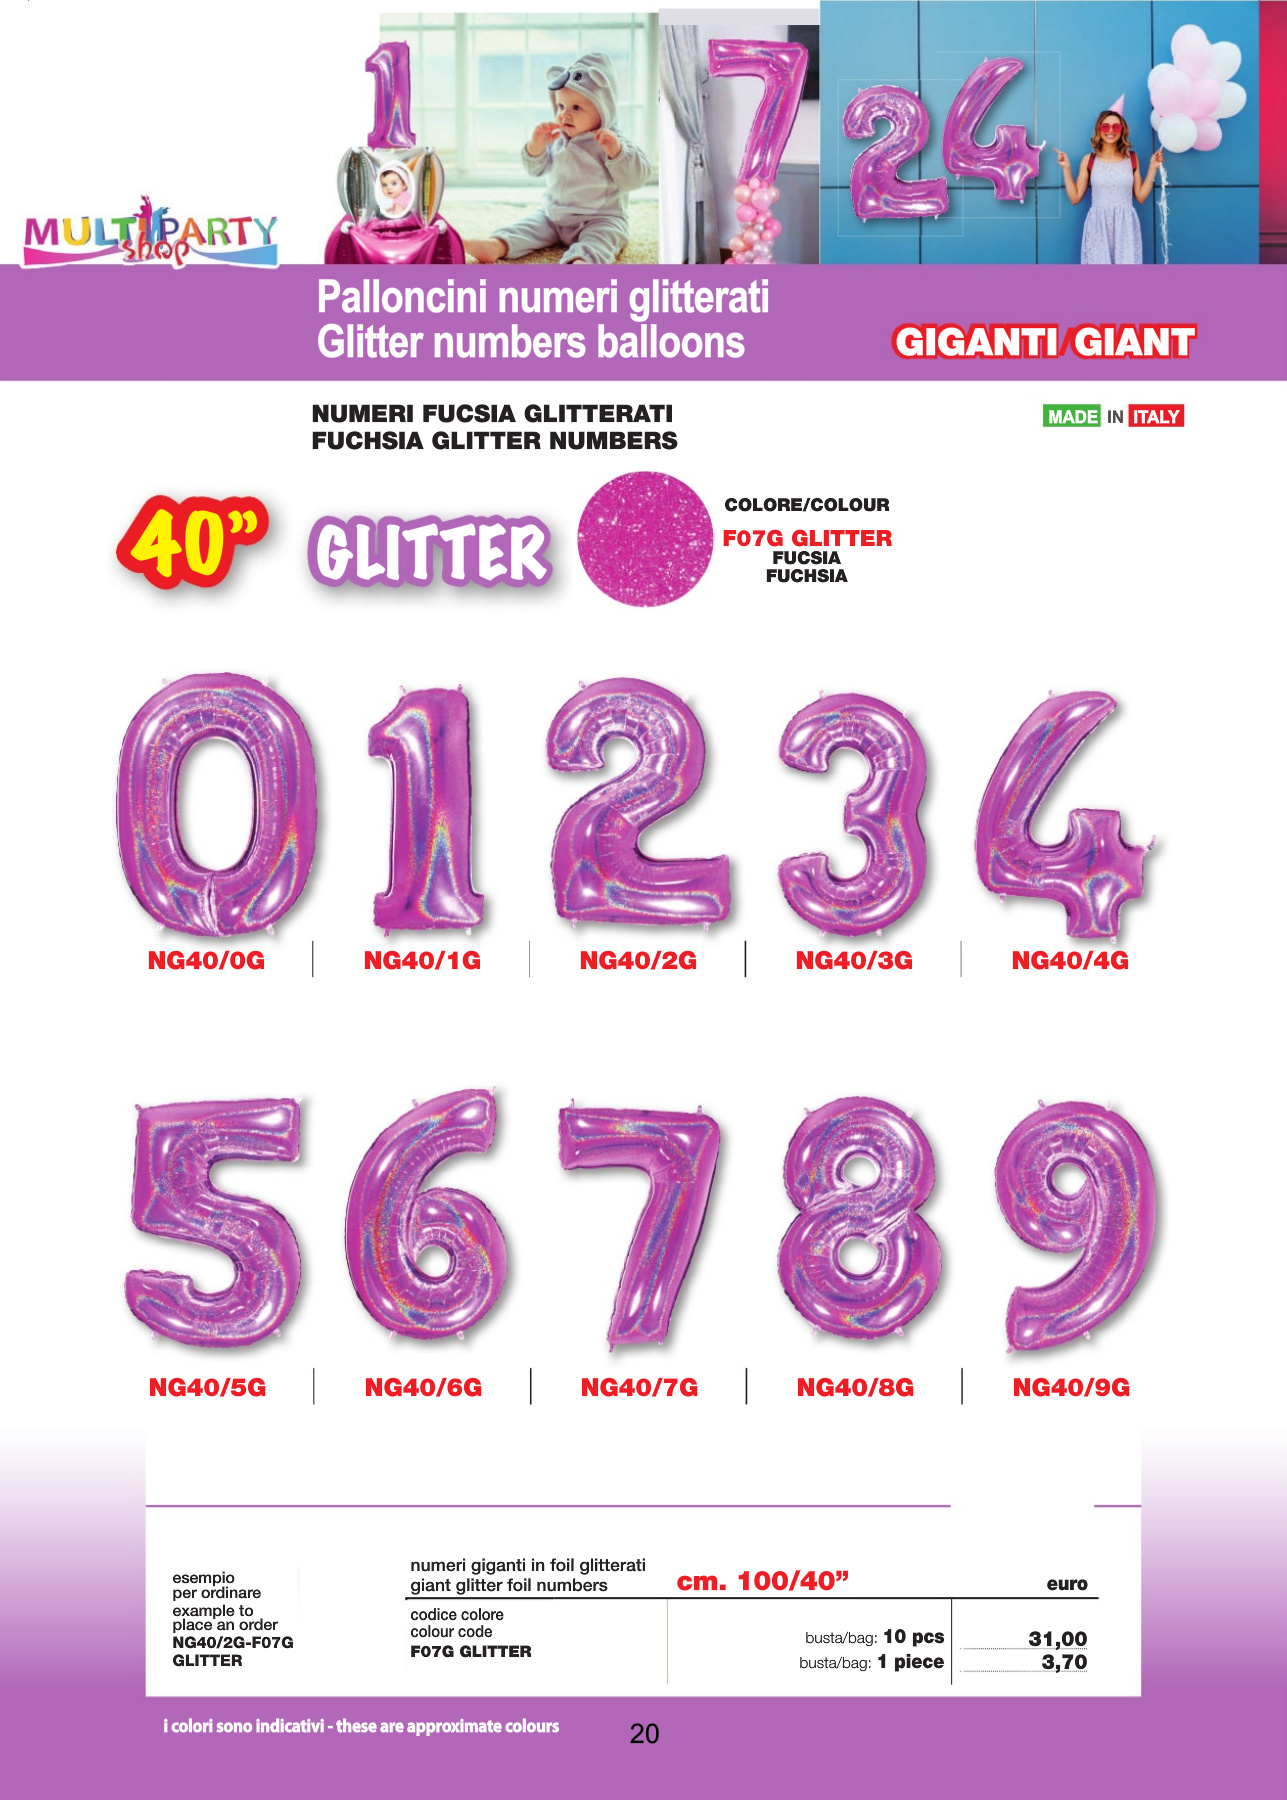 MULTIPARTY
shop
Palloncini numeri glitterati
Glitter numbers balloons
GIGANTI/GIANT
NUMERI FUCSIA GLITTERATI
FUCHSIA GLITTER NUMBERS
MADE IN ITALY
40”
GLITTER
COLORE/COLOUR
F07G GLITTER
FUCSIA
FUCHSIA
NG40/0G
NG40/1G
NG40/2G
NG40/3G
NG40/4G
NG40/5G
NG40/6G
NG40/7G
NG40/8G
NG40/9G
esempio
per ordinare
example to
place an order
NG40/2G-F07G
GLITTER
numeri giganti in foil glitterati
giant glitter foil numbers
cm. 100/40”
euro
codice colore
colour code
F07G GLITTER
busta/bag: 10 pcs 31,00
busta/bag: 1 piece 3,70
i colori sono indicativi - these are approximate colours
20